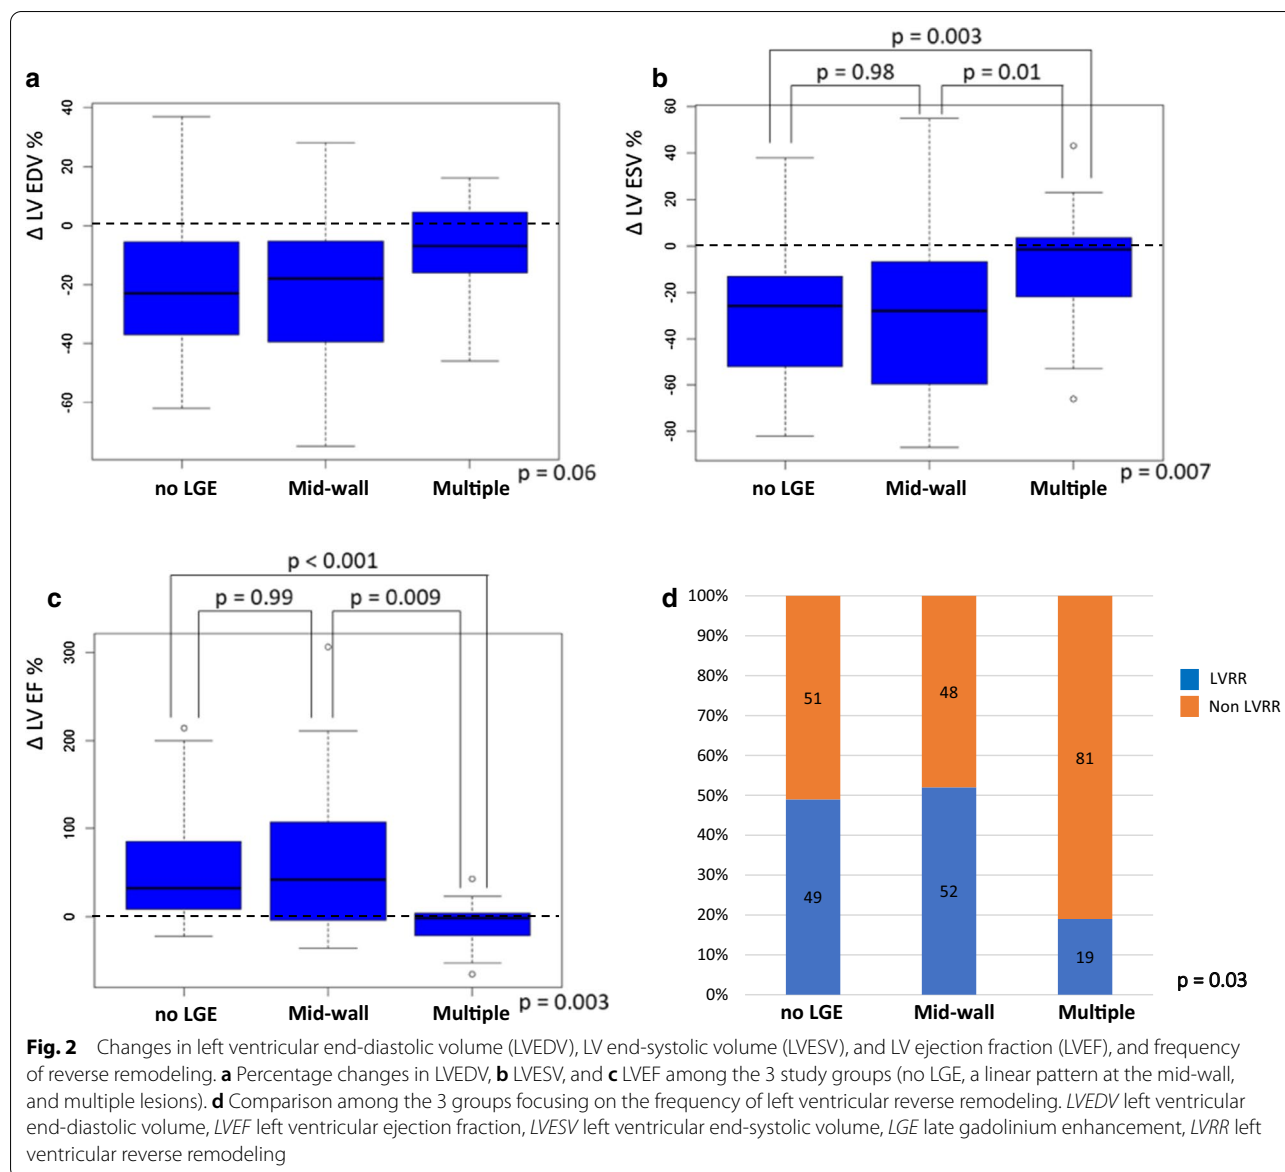 a
Δ LV EDV %
40
20
0
-20
-40
-60
no LGE
Mid-wall
Multiple
p = 0.06
b
p = 0.003
p = 0.98
p = 0.01
Δ LV ESV %
60
40
20
0
-20
-40
-60
-80
no LGE
Mid-wall
Multiple
p = 0.007
c
p < 0.001
p = 0.99
p = 0.009
Δ LV EF %
300
200
100
0
no LGE
Mid-wall
Multiple
p = 0.003
d
100%
90%
80%
70%
60%
50%
40%
30%
20%
10%
0%
51
48
81
49
52
19
LVRR
Non LVRR
no LGE
Mid-wall
Multiple
p = 0.03
Fig. 2 Changes in left ventricular end-diastolic volume (LVEDV), LV end-systolic volume (LVESV), and LV ejection fraction (LVEF), and frequency
of reverse remodeling. a Percentage changes in LVEDV, b LVESV, and c LVEF among the 3 study groups (no LGE, a linear pattern at the mid-wall,
and multiple lesions). d Comparison among the 3 groups focusing on the frequency of left ventricular reverse remodeling. LVEDV left ventricular
end-diastolic volume, LVEF left ventricular ejection fraction, LVESV left ventricular end-systolic volume, LGE late gadolinium enhancement, LVRR left
ventricular reverse remodeling